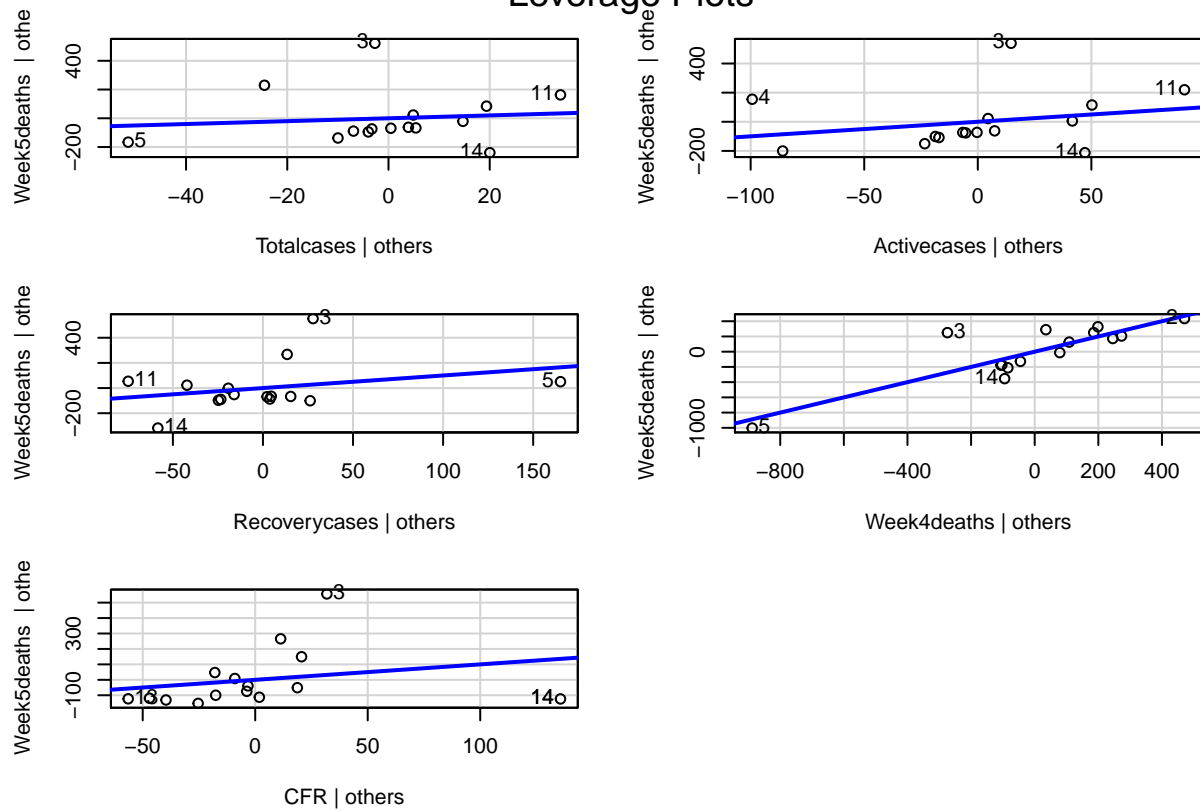 Leverage Plots
Week5deaths | othe
400
−200
3
5
11
14
−40 −20 0 20
Totalcases | others
Week5deaths | othe
400
−200
3
4
11
14
−100 −50 0 50
Activecases | others
Week5deaths | othe
400
−200
3
11
5
14
−50 0 50 100 150
Recoverycases | others
Week5deaths | othe
0
−1000
3
2
14
5
−800 −400 0 200 400
Week4deaths | others
Week5deaths | othe
300
−100
3
14
−50 0 50 100
CFR | others